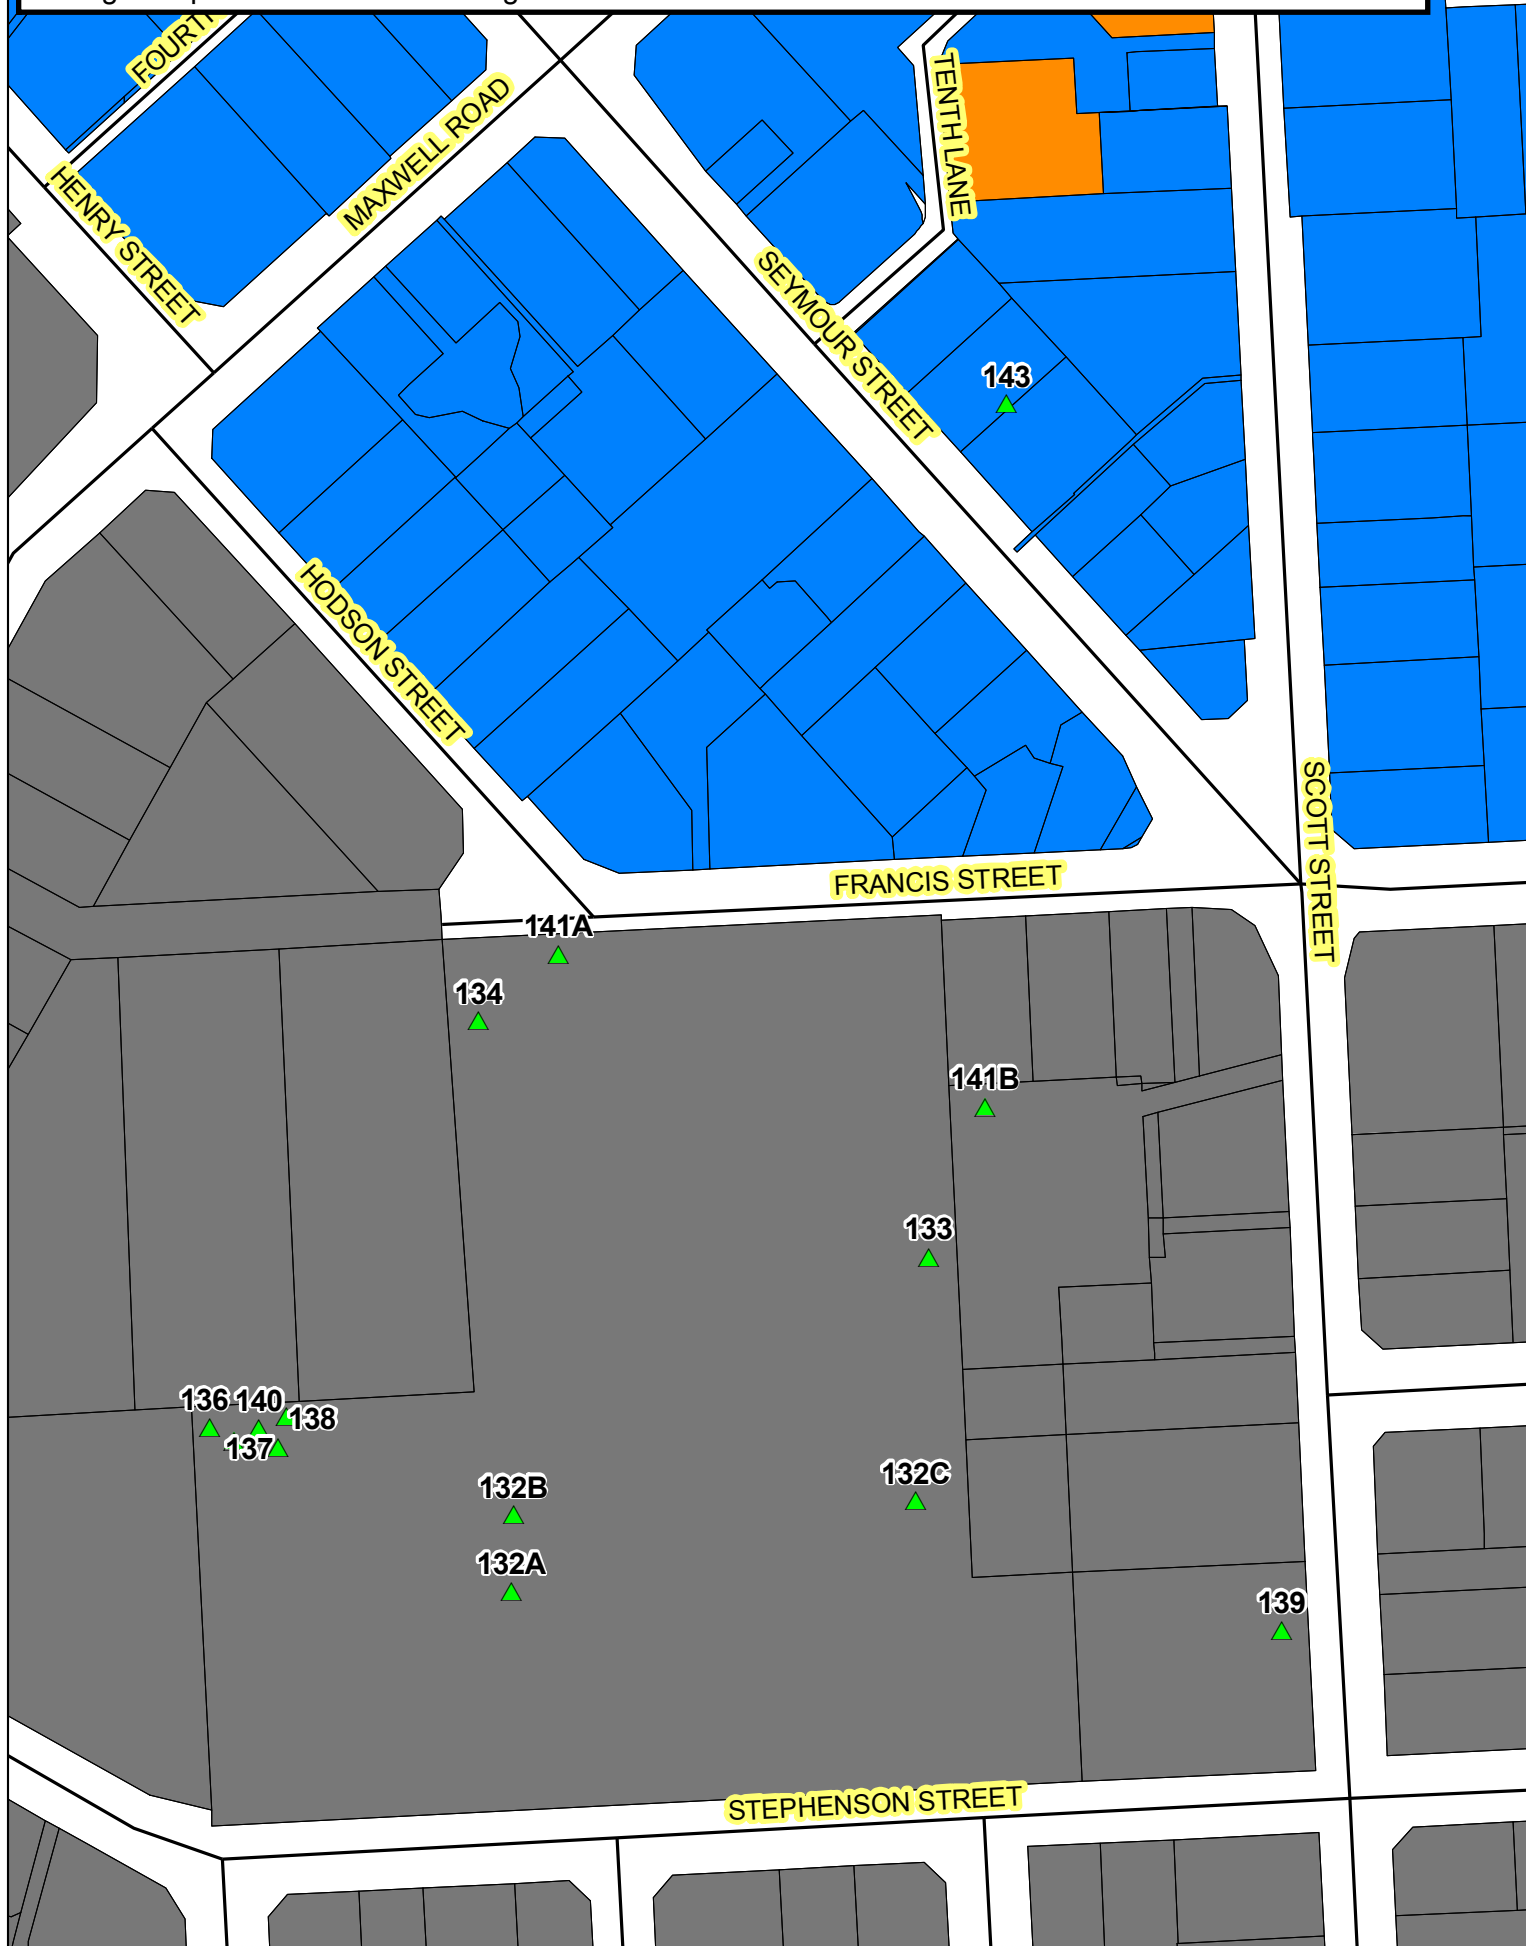 FOURTH
MAXWELL ROAD
TENTH LANE
HENRY STREET
SEYMOUR STREET
143
HODSON STREET
SCOTT STREET
FRANCIS STREET
141A
134
141B
133
136
140
138
137
132B
132C
132A
139
STEPHENSON STREET